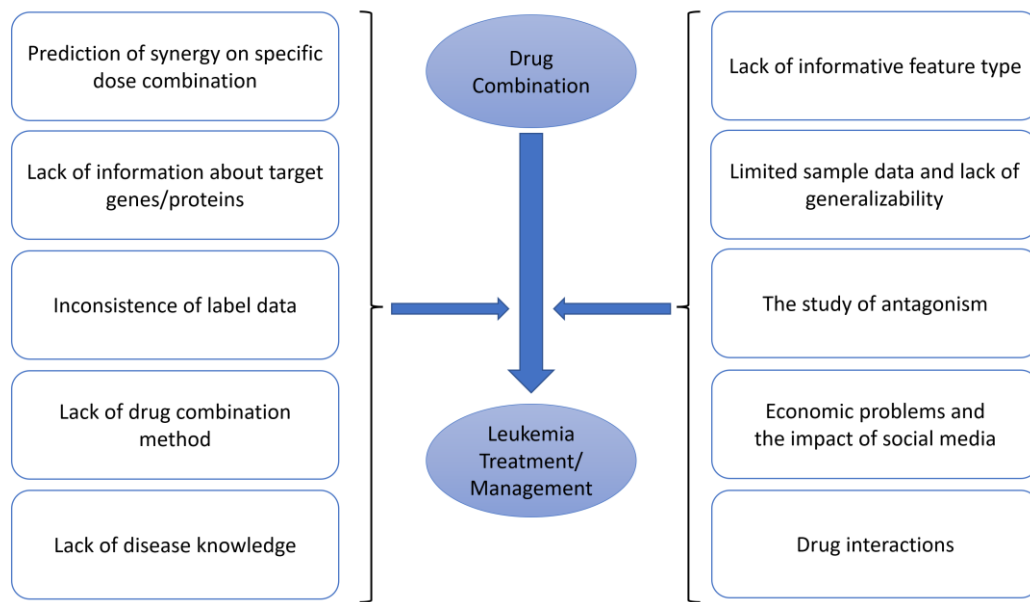 Prediction of synergy on specific
dose combination
Lack of information about target
genes/proteins
Inconsistence of label data
Lack of drug combination
method
Lack of disease knowledge
Drug
Combination
Leukemia
Treatment/
Management
Lack of informative feature type
Limited sample data and lack of
generalizability
The study of antagonism
Economic problems and
the impact of social media
Drug interactions